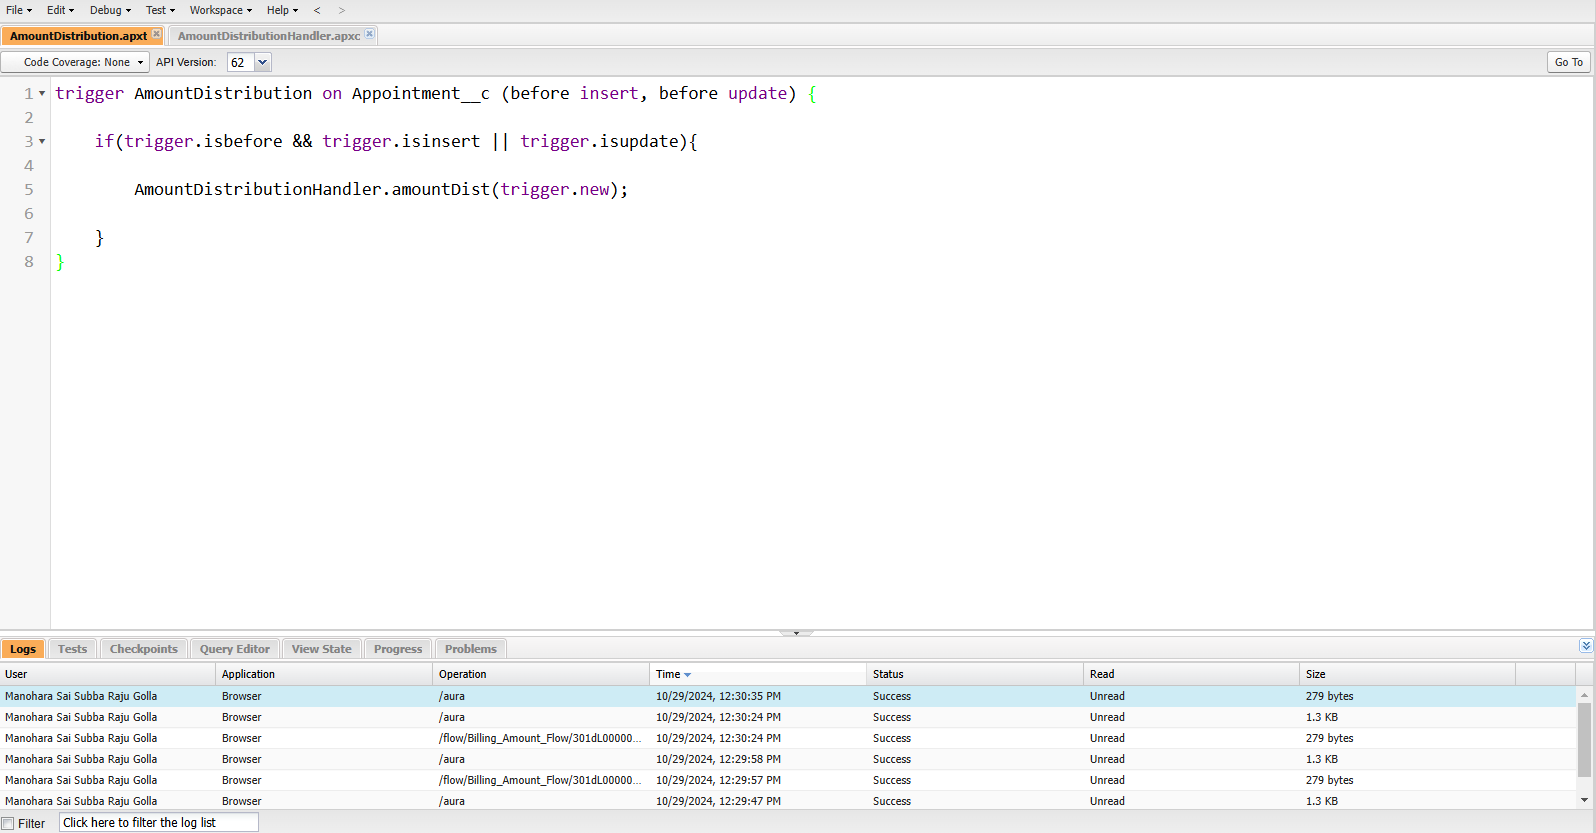 File Edit Debug Test Workspace Help < >
AmountDistribution.apxt AmountDistributionHandler.apxc
Code Coverage: None API Version: 62 Go To
1 trigger AmountDistribution on Appointment__c (before insert, before update) {
2
3 if(trigger.isbefore && trigger.isinsert || trigger.isupdate){
4
5 AmountDistributionHandler.amountDist(trigger.new);
6
7 }
8 }
Logs Tests Checkpoints Query Editor View State Progress Problems
User Application Operation Time Status Read Size
Manohara Sai Subba Raju Golla Browser /aura 10/29/2024, 12:30:35 PM Success Unread 279 bytes
Manohara Sai Subba Raju Golla Browser /aura 10/29/2024, 12:30:24 PM Success Unread 1.3 KB
Manohara Sai Subba Raju Golla Browser /flow/Billing_Amount_Flow/301dL00000... 10/29/2024, 12:30:24 PM Success Unread 279 bytes
Manohara Sai Subba Raju Golla Browser /aura 10/29/2024, 12:29:58 PM Success Unread 1.3 KB
Manohara Sai Subba Raju Golla Browser /flow/Billing_Amount_Flow/301dL00000... 10/29/2024, 12:29:57 PM Success Unread 279 bytes
Manohara Sai Subba Raju Golla Browser /aura 10/29/2024, 12:29:47 PM Success Unread 1.3 KB
Filter Click here to filter the log list